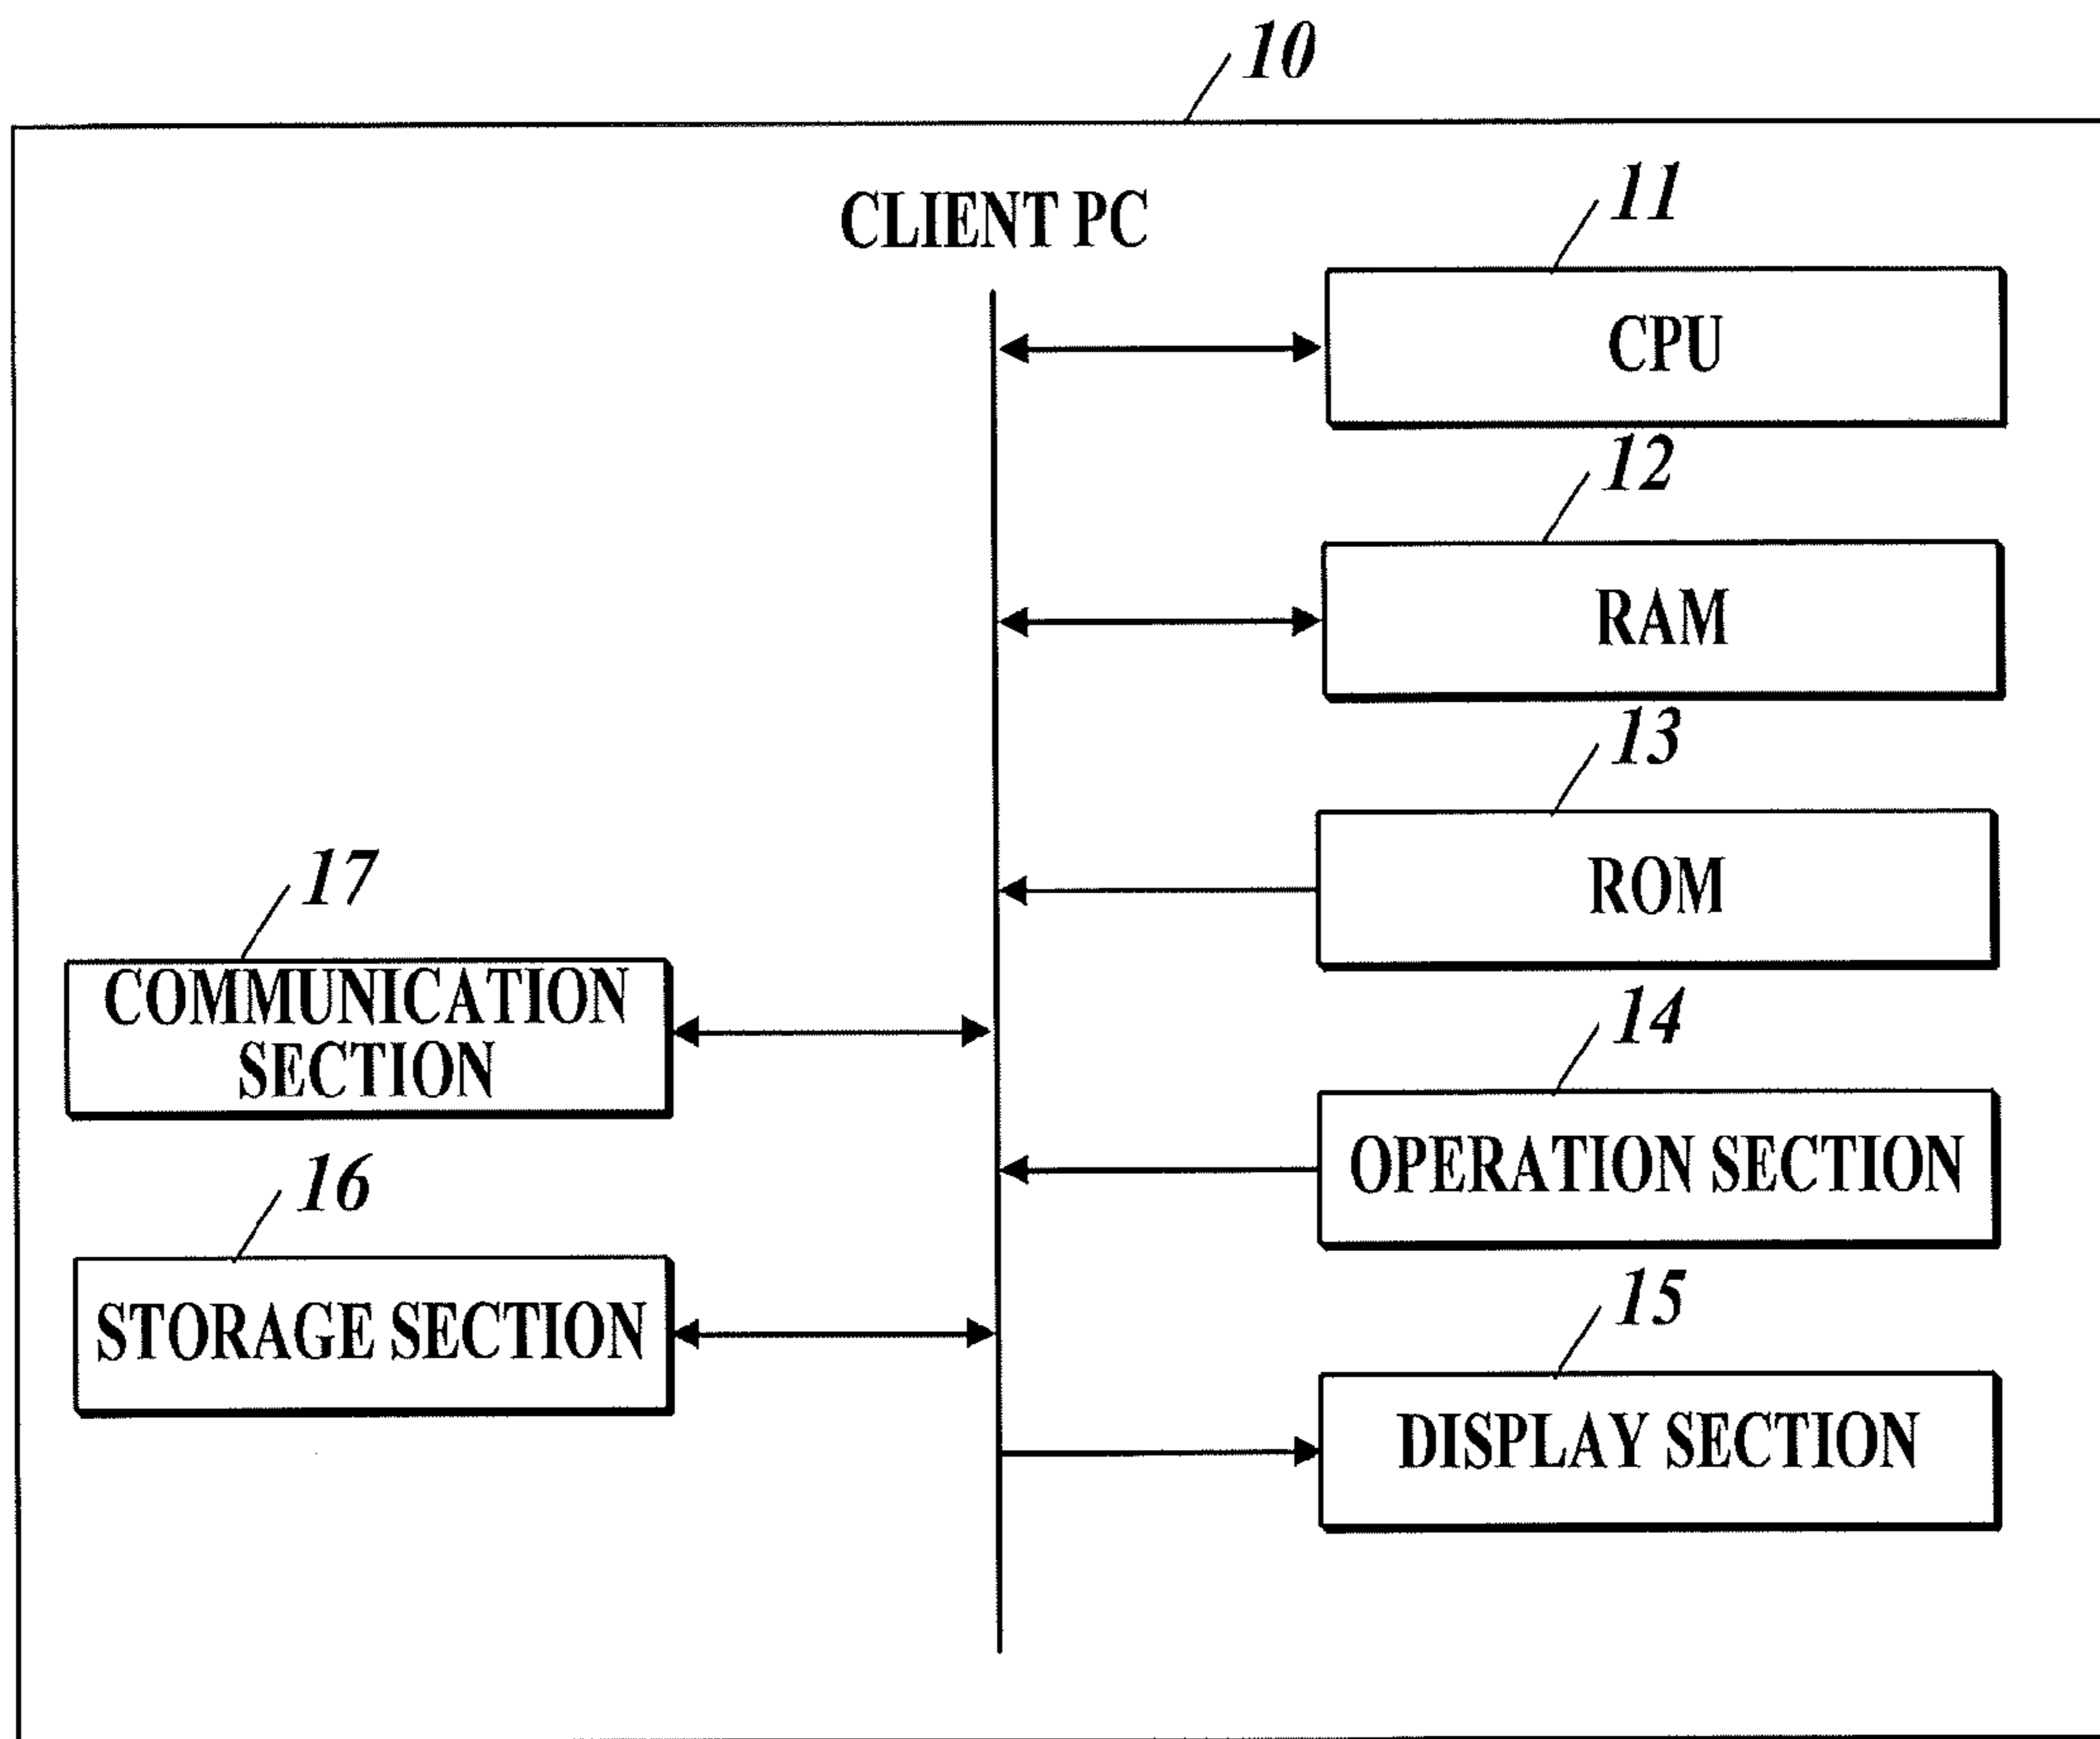 10
CLIENT PC
11
CPU
12
RAM
13
ROM
17
COMMUNICATION
SECTION
14
OPERATION SECTION
16
STORAGE SECTION
15
DISPLAY SECTION